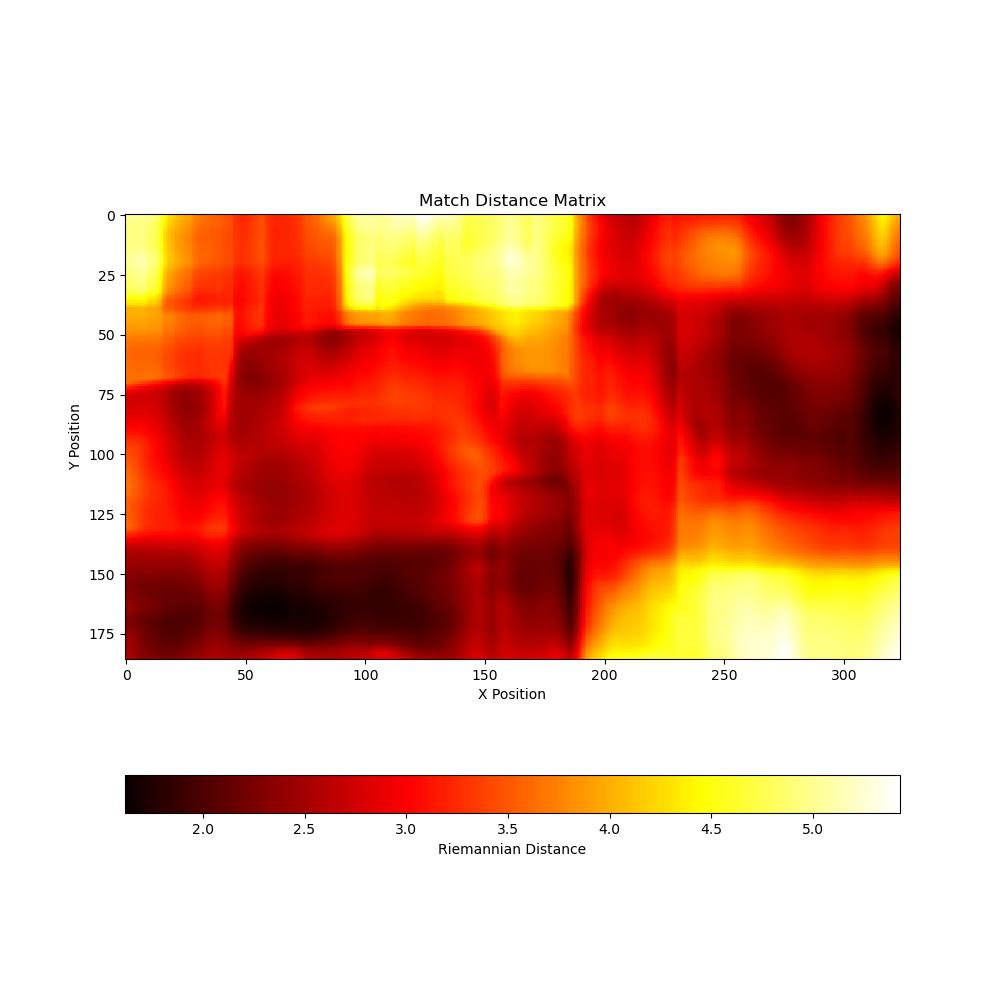 Match Distance Matrix
0
25
50
75
100
125
150
175
Y Position
0 50 100 150 200 250 300
X Position
2.0 2.5 3.0 3.5 4.0 4.5 5.0
Riemannian Distance